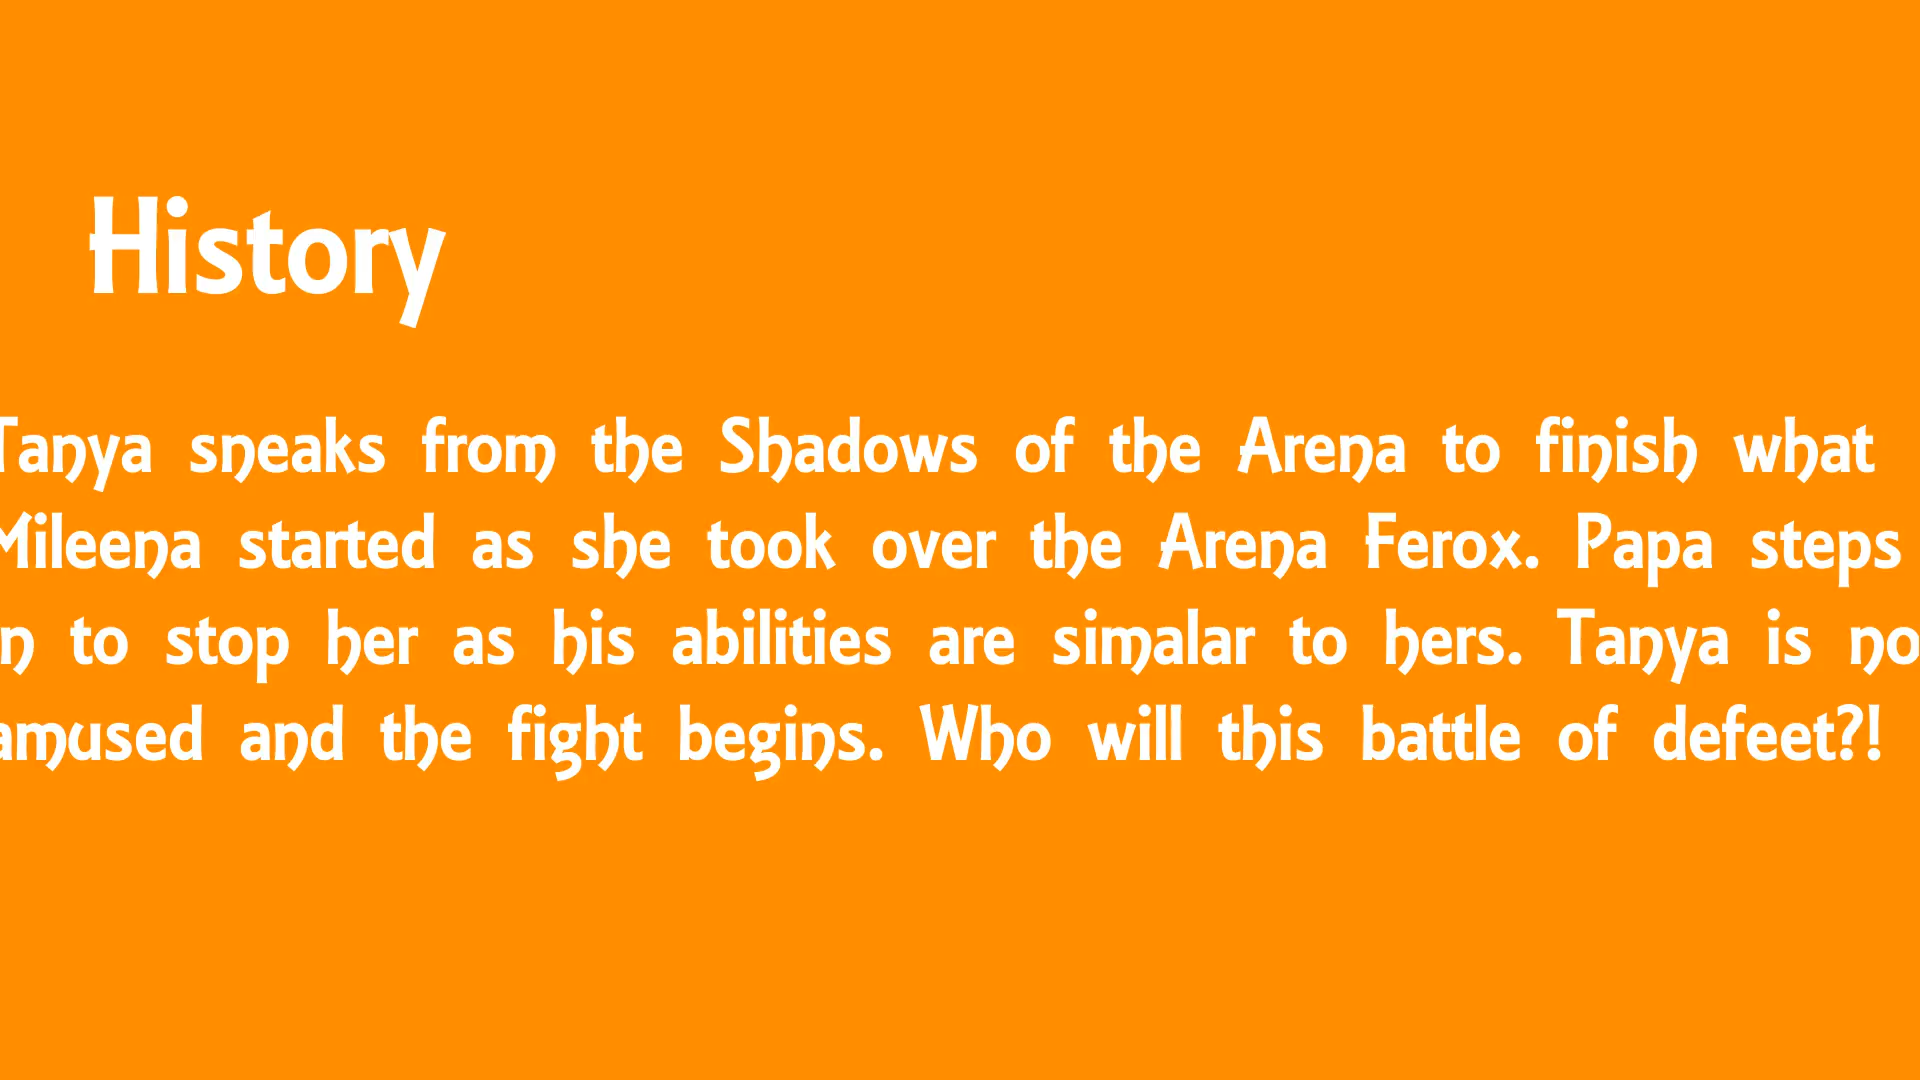 History
Tanya sneaks from the Shadows of the Arena to finish what
Mileena started as she took over the Arena Ferox. Papa steps
in to stop her as his abilities are simalar to hers. Tanya is no
amused and the fight begins. Who will this battle of defeet?!